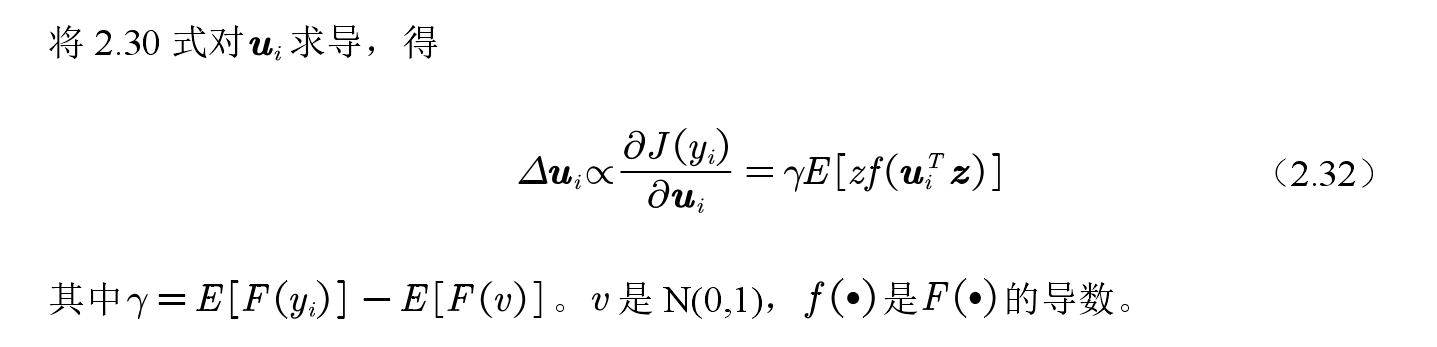 将 2.30 式对 𝒖ᵢ 求导，得
Δ𝒖ᵢ ∝ ∂J(yᵢ)/∂𝒖ᵢ = γE[zf(𝒖ᵢᵀ𝒛)] （2.32）
其中 γ = E[F(yᵢ)] − E[F(v)]。v 是 N(0,1)，f(•)是F(•)的导数。